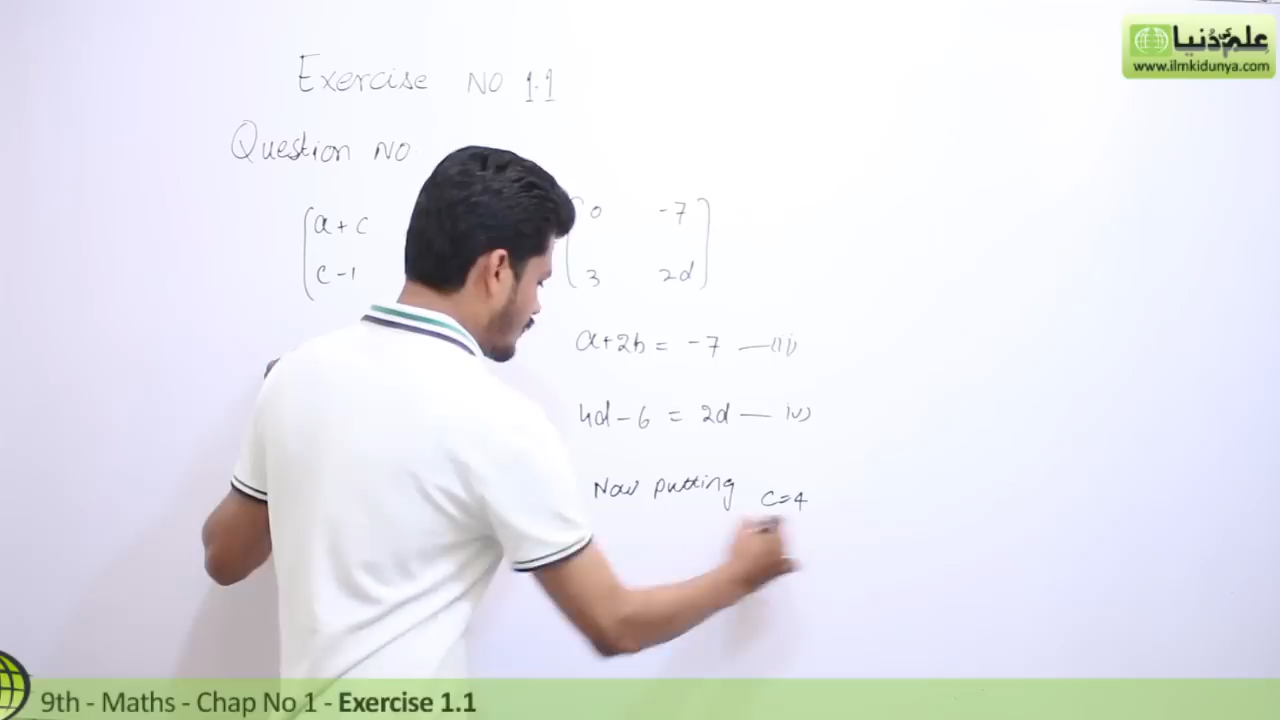 علم کی دُنیا
www.ilmkidunya.com
Exercise NO 1.1
Question NO
a+c
0 -7
c-1
3 2d
a+2b = -7 —(ii)
4d-6 = 2d — iv)
Now putting c=4
9th - Maths - Chap No 1 - Exercise 1.1